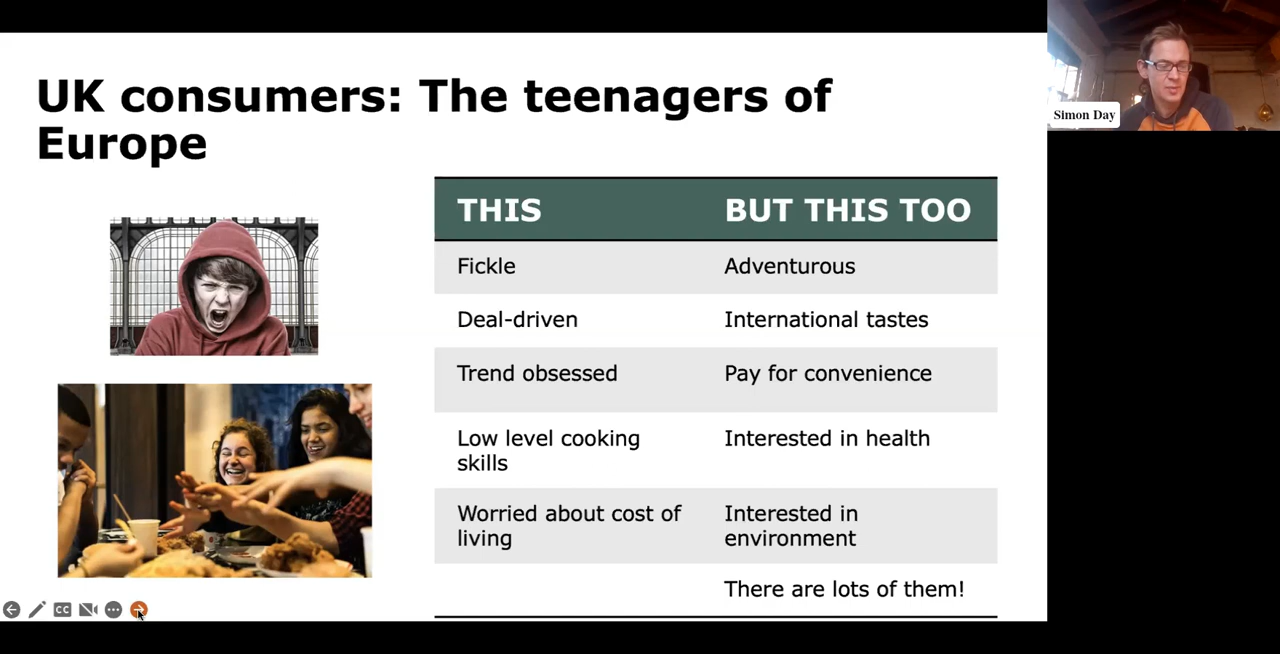 UK consumers: The teenagers of
Europe
Simon Day
THIS
BUT THIS TOO
Fickle
Adventurous
Deal-driven
International tastes
Trend obsessed
Pay for convenience
Low level cooking
skills
Interested in health
Worried about cost of
living
Interested in
environment
There are lots of them!
CC